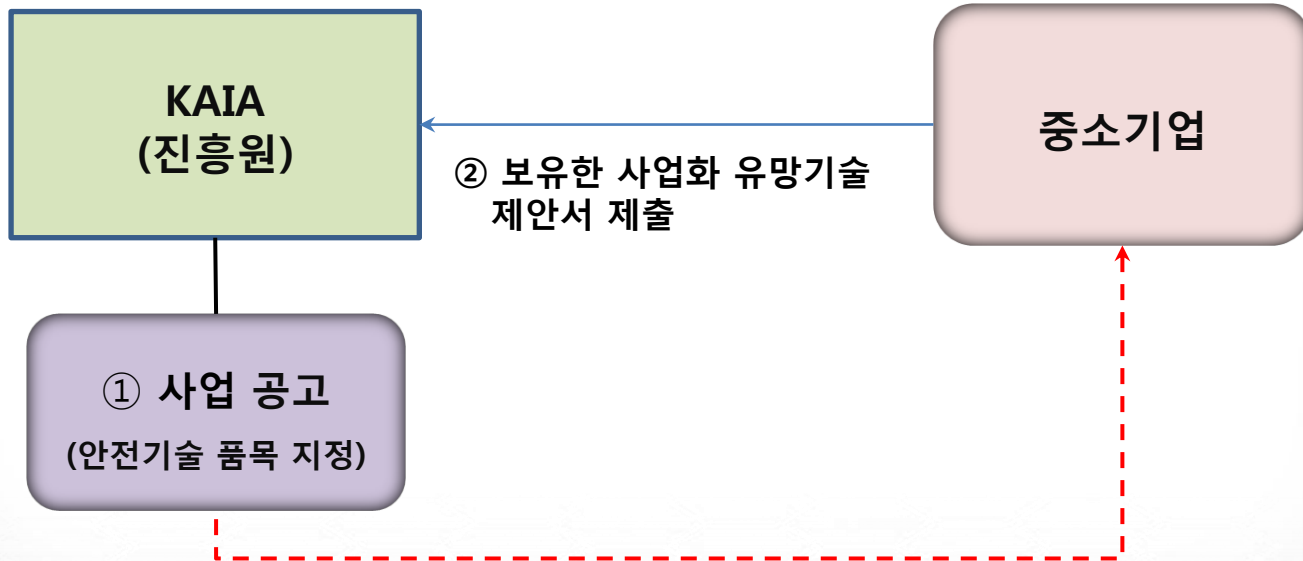 KAIA
(진흥원)
중소기업
② 보유한 사업화 유망기술
제안서 제출
① 사업 공고
(안전기술 품목 지정)